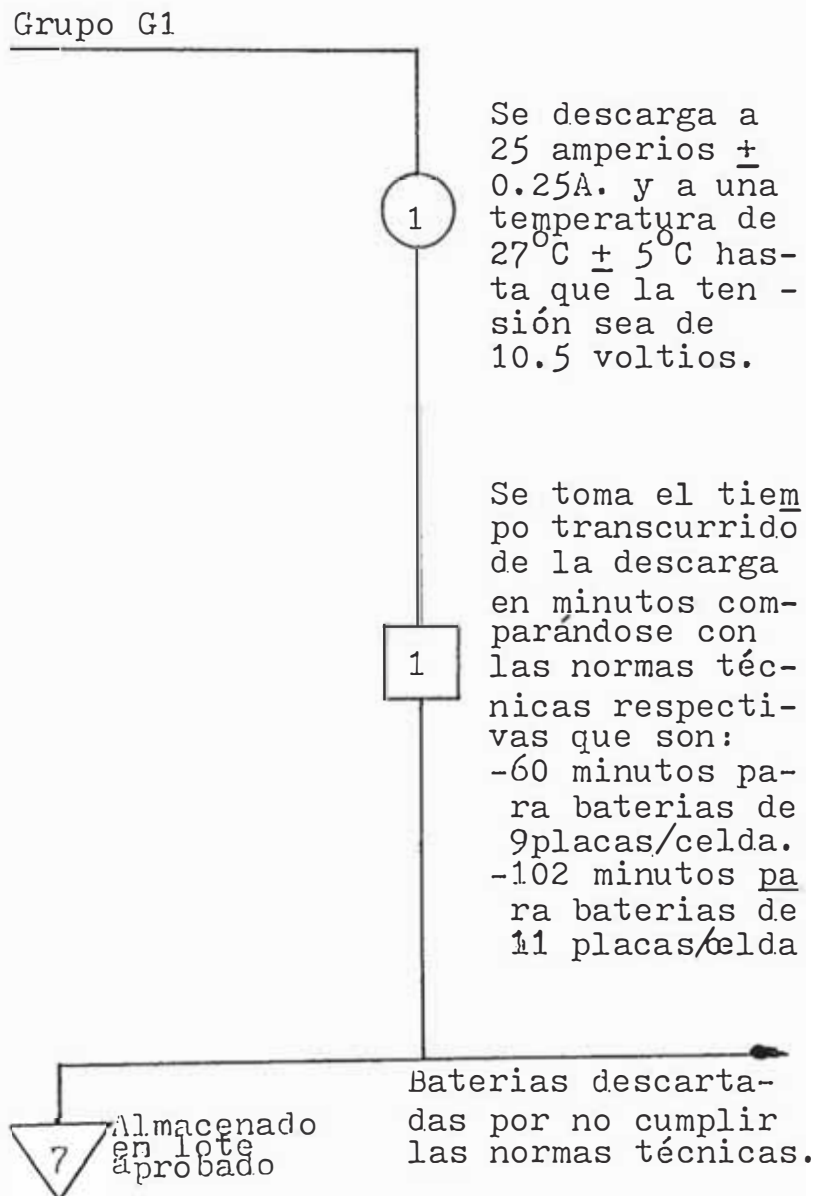 Grupo G1
Se descarga a
25 amperios ±
0.25A. y a una
temperatura de
27°C ± 5°C has-
ta que la ten -
sión sea de
10.5 voltios.
1
Se toma el tiem
po transcurrido
de la descarga
en minutos com-
parándose con
las normas téc-
nicas respecti-
vas que son:
-60 minutos pa-
ra baterias de
9placas/celda.
-102 minutos pa
ra baterias de
11 placas/celda
1
Baterias descarta-
das por no cumplir
las normas técnicas.
7
Almacenado
en lote
aprobado